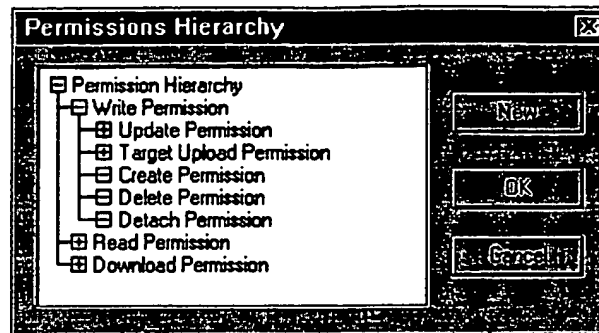 Permissions Hierarchy
Permission Hierarchy
Write Permission
Update Permission
Target Upload Permission
Create Permission
Delete Permission
Detach Permission
Read Permission
Download Permission
New
OK
Cancel